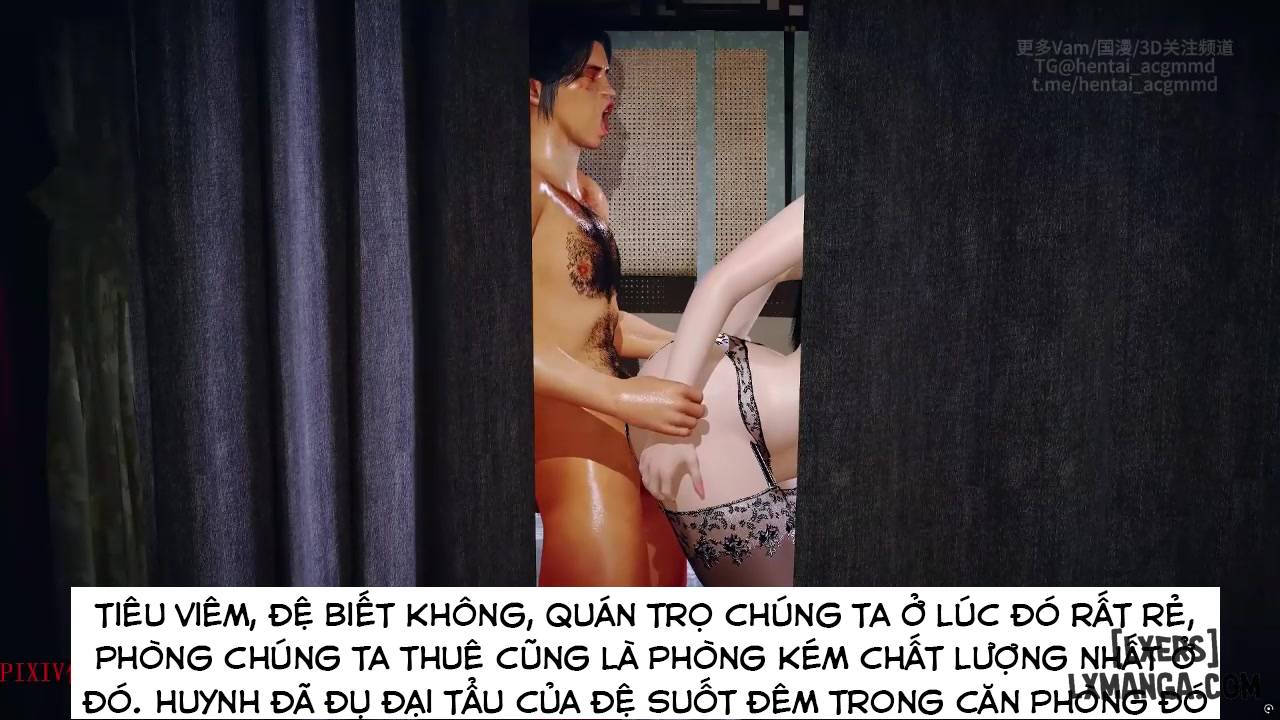 更多Vam/国漫/3D关注频道
TG@hentai_acgmmd
t.me/hentai_acgmmd
TIÊU VIÊM, ĐỆ BIẾT KHÔNG, QUÁN TRỌ CHÚNG TA Ở LÚC ĐÓ RẤT RẺ,
PHÒNG CHÚNG TA THUÊ CŨNG LÀ PHÒNG KÉM CHẤT LƯỢNG NHẤT Ở
ĐÓ. HUYNH ĐÃ ĐỤ ĐẠI TẨU CỦA ĐỆ SUỐT ĐÊM TRONG CĂN PHÒNG ĐÓ
[EXERS]
LXMANGA.COM
PIXIV